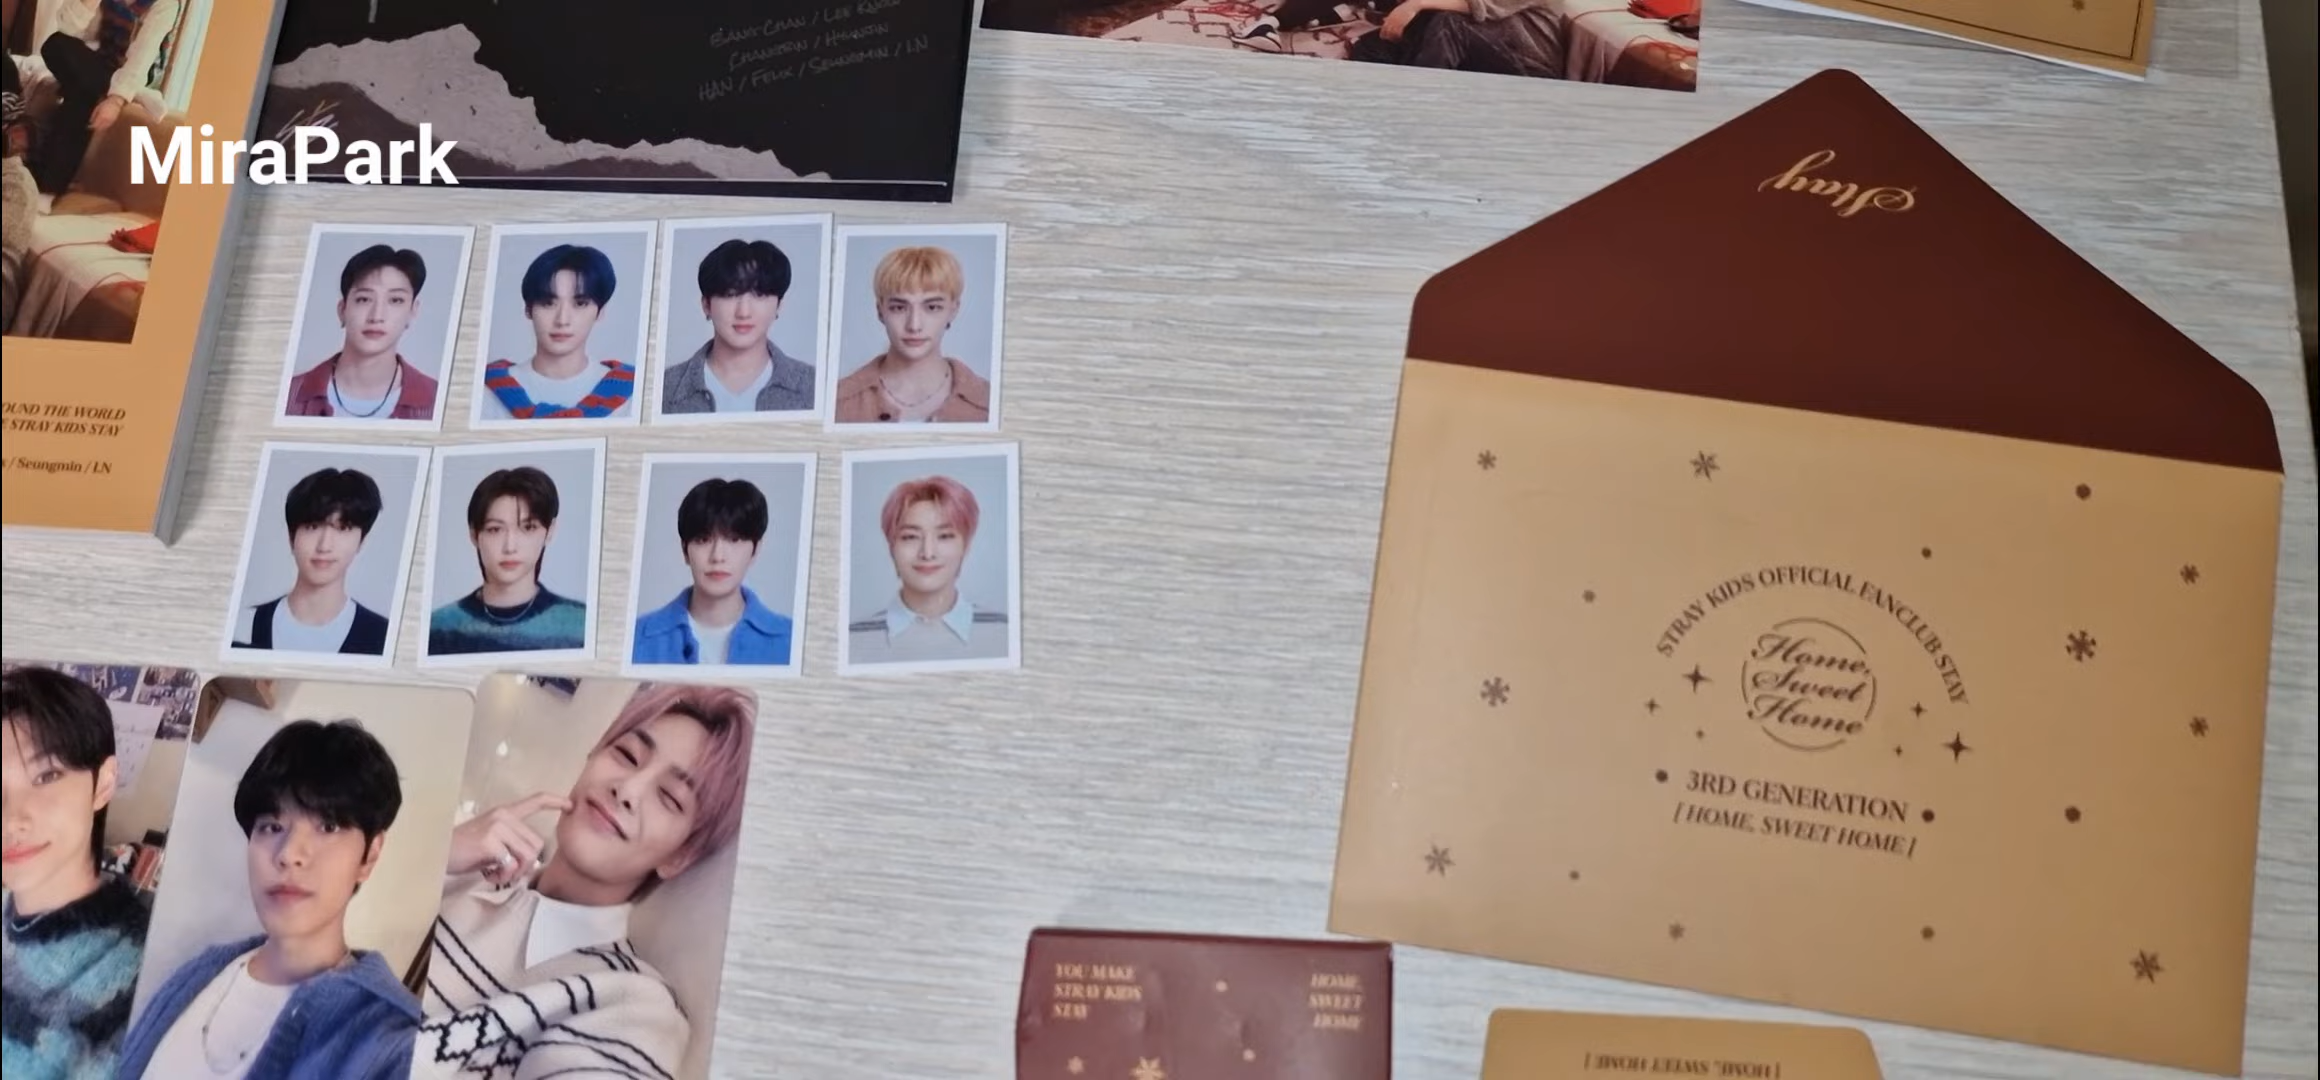 BANG CHAN / LEE KNOW
CHANGBIN / HYUNJIN
HAN / FELIX / SEUNGMIN / I.N
MiraPark
Stay
OUND THE WORLD
E STRAY KIDS STAY
s / Seungmin / I.N
STRAY KIDS OFFICIAL FANCLUB STAY
Home,
Sweet
Home
3RD GENERATION
[ HOME, SWEET HOME ]
YOU MAKE
STRAY KIDS
STAY
HOME,
SWEET
HOME
[ HOME, SWEET HOME ]